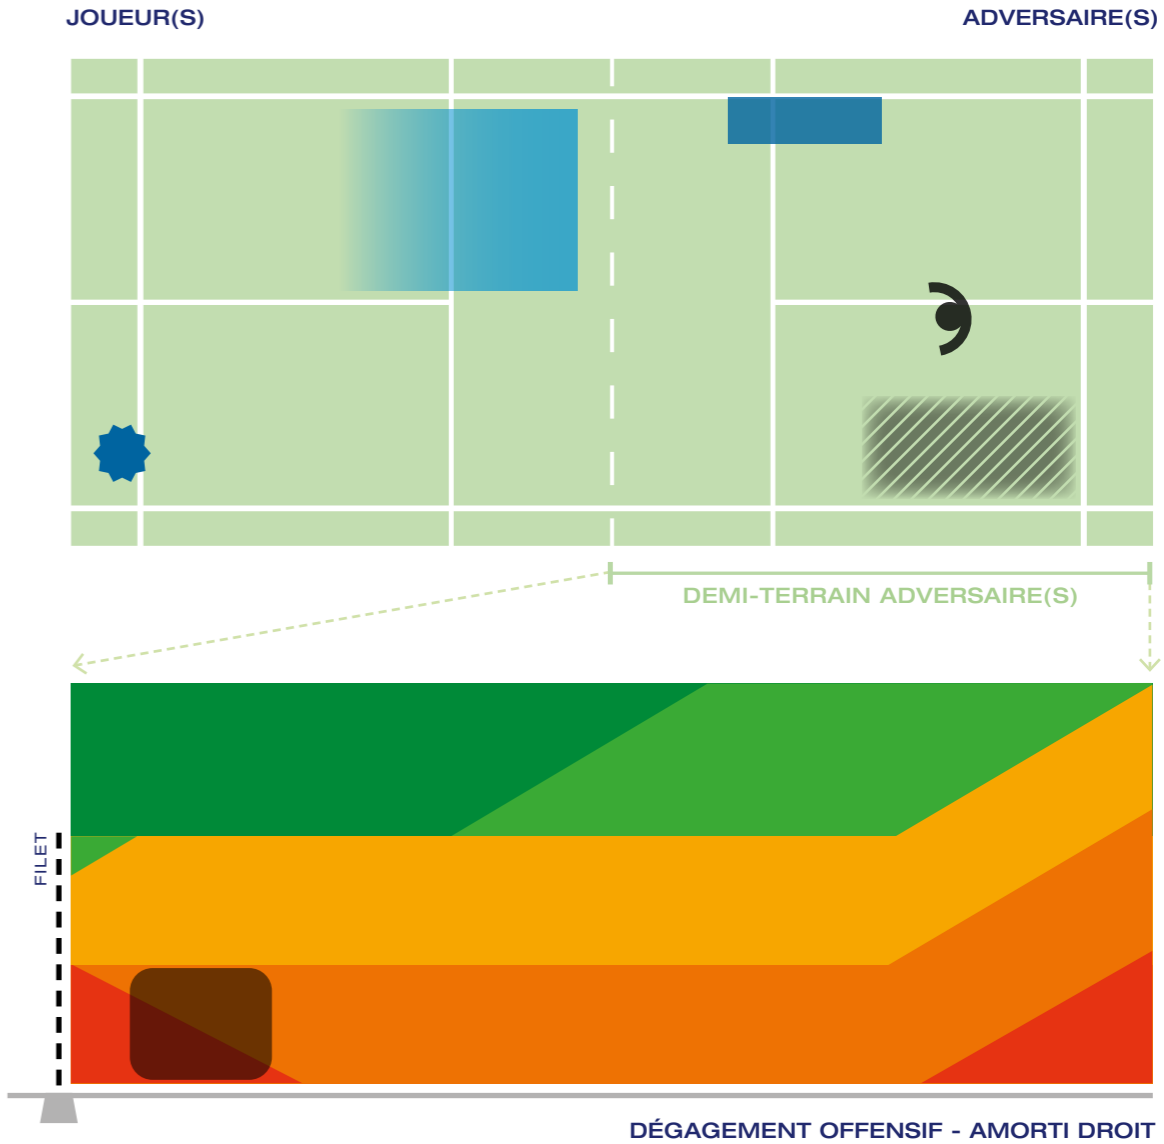 JOUEUR(S)
ADVERSAIRE(S)
DEMI-TERRAIN ADVERSAIRE(S)
FILET
DÉGAGEMENT OFFENSIF - AMORTI DROIT